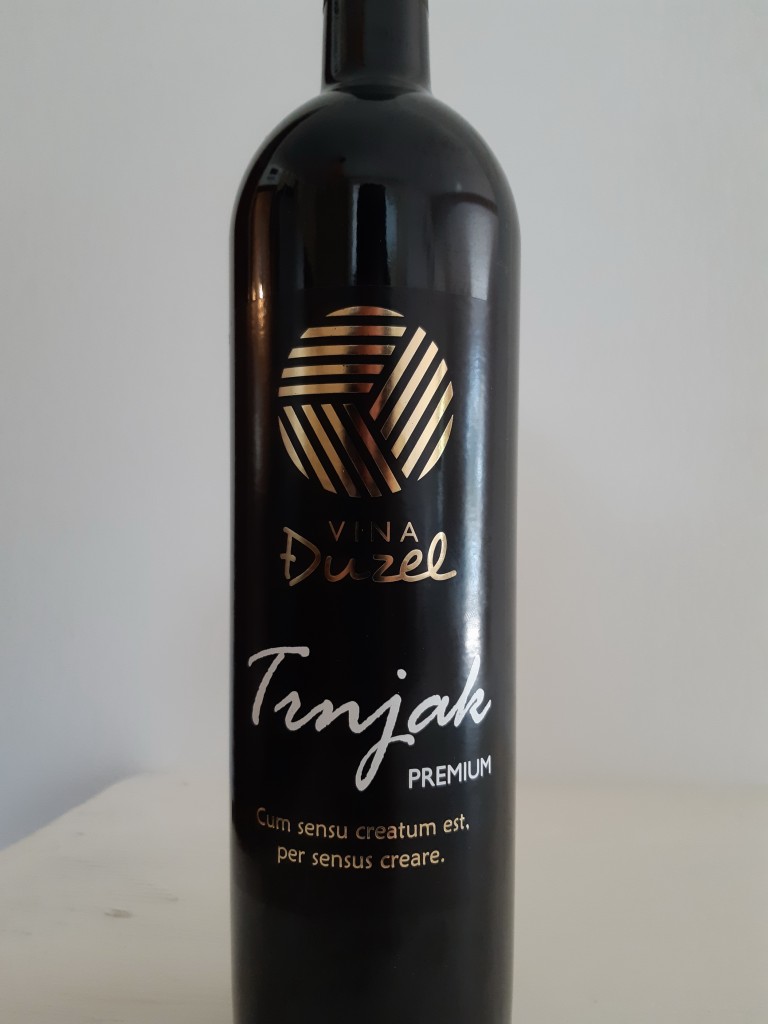 VINA
Đuzel
Trnjak
PREMIUM
Cum sensu creatum est,
per sensus creare.